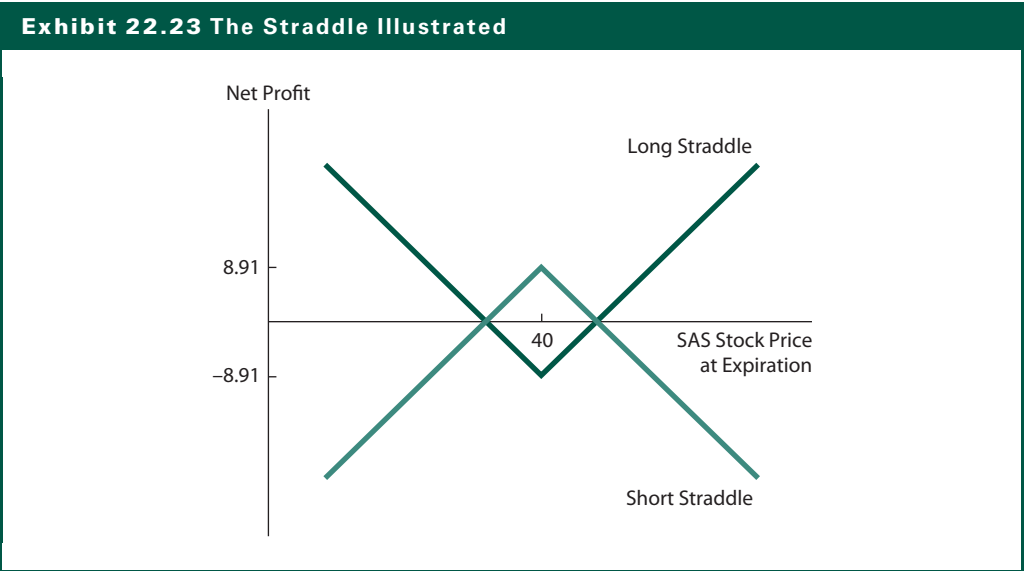 Exhibit 22.23 The Straddle Illustrated
Net Profit
Long Straddle
8.91
40
SAS Stock Price
at Expiration
–8.91
Short Straddle